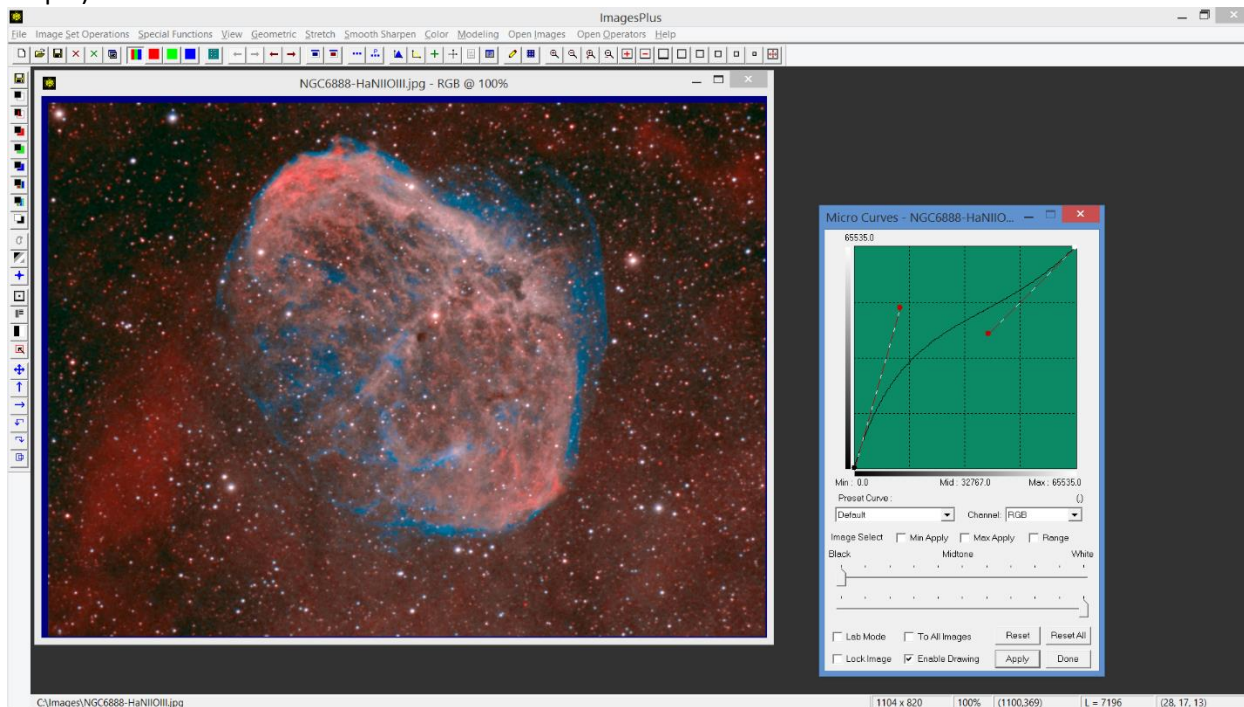 ImagesPlus
File Image Set Operations Special Functions View Geometric Stretch Smooth Sharpen Color Modeling Open Images Open Operators Help
NGC6888-HaNIIOIII.jpg - RGB @ 100%
Micro Curves - NGC6888-HaNIIO...
65535.0
Min : 0.0 Mid : 32767.0 Max : 65535.0
Preset Curve : (,)
Default Channel: RGB
Image Select Min Apply Max Apply Range
Black Midtone White
Lab Mode To All Images Reset Reset All
Lock Image Enable Drawing Apply Done
C:\Images\NGC6888-HaNIIOIII.jpg 1104 x 820 100% (1100,369) L = 7196 (28, 17, 13)